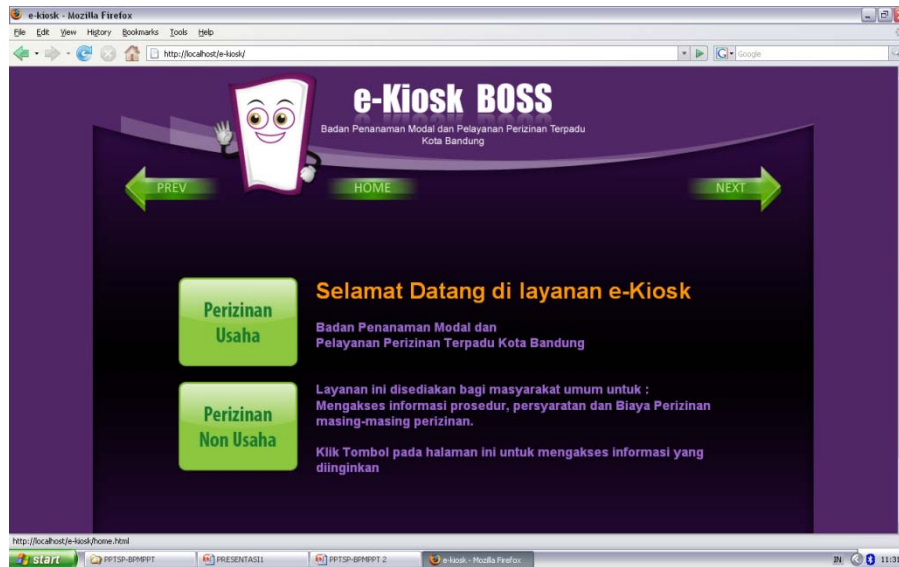 e-kiosk - Mozilla Firefox
File Edit View History Bookmarks Tools Help
http://localhost/e-kiosk/
Google
e-Kiosk BOSS
Badan Penanaman Modal dan Pelayanan Perizinan Terpadu
Kota Bandung
PREV
HOME
NEXT
Perizinan
Usaha
Selamat Datang di layanan e-Kiosk
Badan Penanaman Modal dan
Pelayanan Perizinan Terpadu Kota Bandung
Perizinan
Non Usaha
Layanan ini disediakan bagi masyarakat umum untuk :
Mengakses informasi prosedur, persyaratan dan Biaya Perizinan
masing-masing perizinan.
Klik Tombol pada halaman ini untuk mengakses informasi yang
diinginkan
http://localhost/e-kiosk/home.html
start
PPTSP-BPMPPT
PRESENTASI1
PPTSP-BPMPPT 2
e-kiosk - Mozilla Firefox
IN